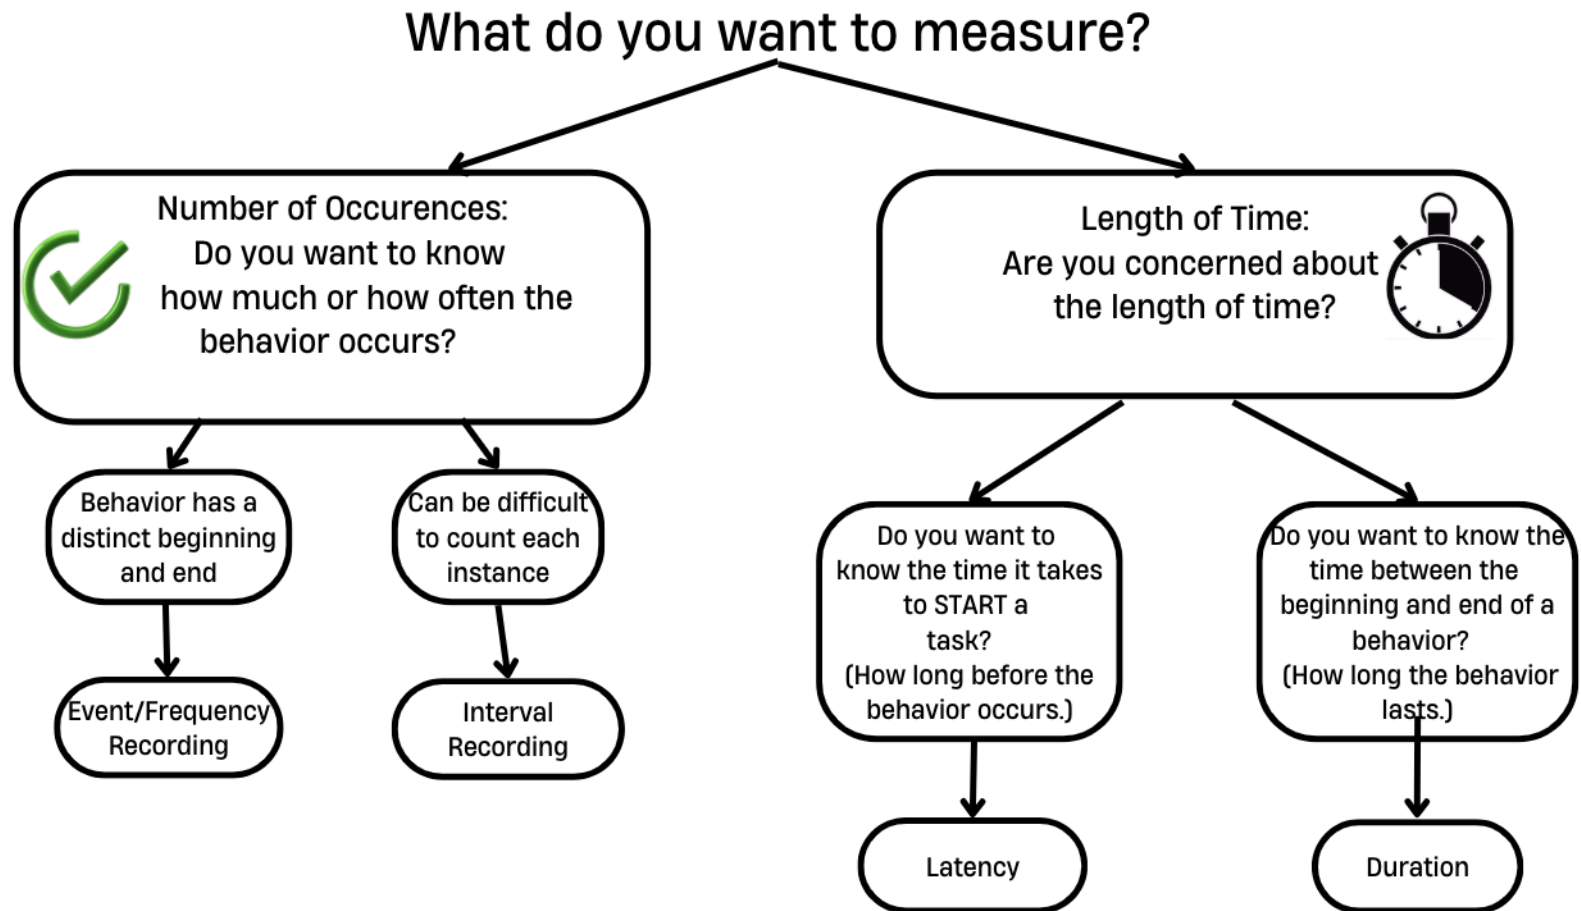 What do you want to measure?
Number of Occurences:
Do you want to know
how much or how often the
behavior occurs?
Length of Time:
Are you concerned about
the length of time?
Behavior has a
distinct beginning
and end
Can be difficult
to count each
instance
Do you want to
know the time it takes
to START a
task?
(How long before the
behavior occurs.)
Do you want to know the
time between the
beginning and end of a
behavior?
(How long the behavior
lasts.)
Event/Frequency
Recording
Interval
Recording
Latency
Duration